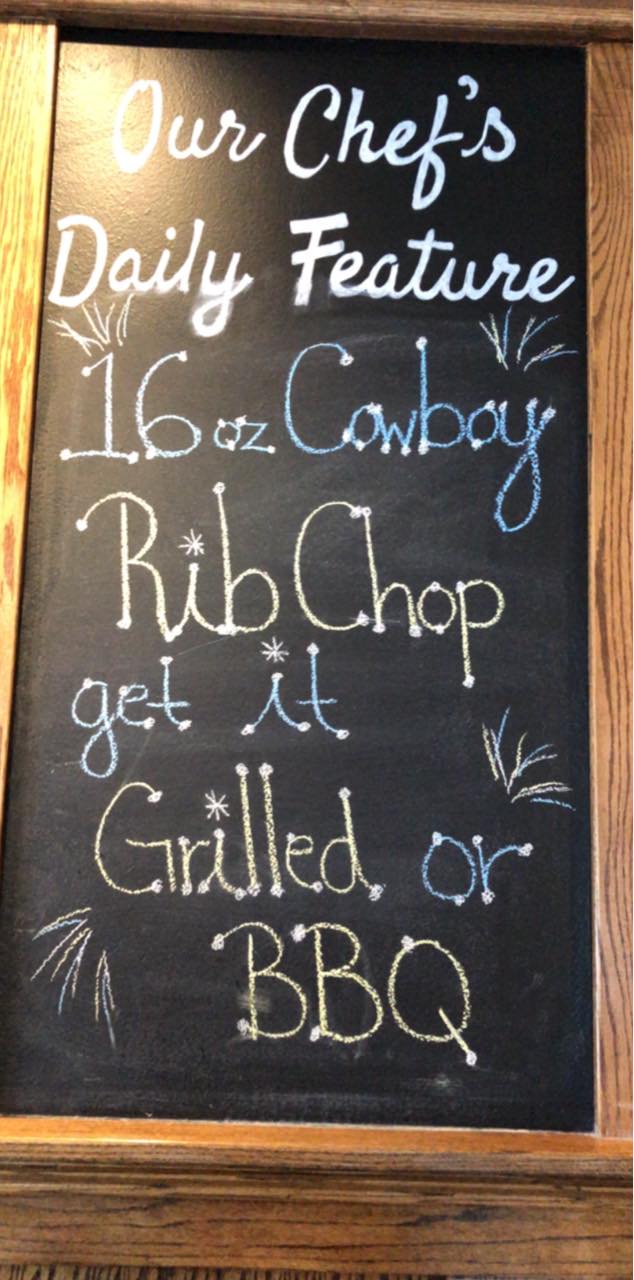 Our Chef's
Daily Feature
16 oz Cowboy
Rib Chop
get it
Grilled or
BBQ